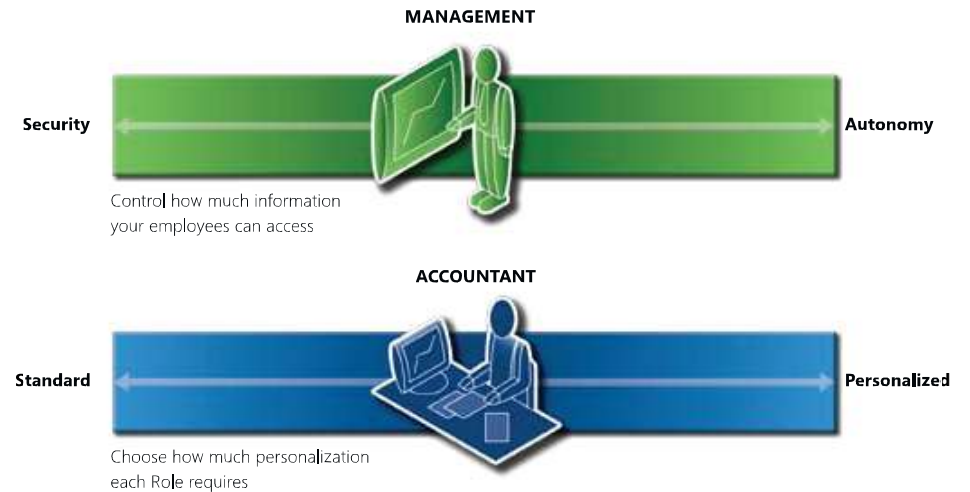 MANAGEMENT
Security
Autonomy
Control how much information
your employees can access
ACCOUNTANT
Standard
Personalized
Choose how much personalization
each Role requires